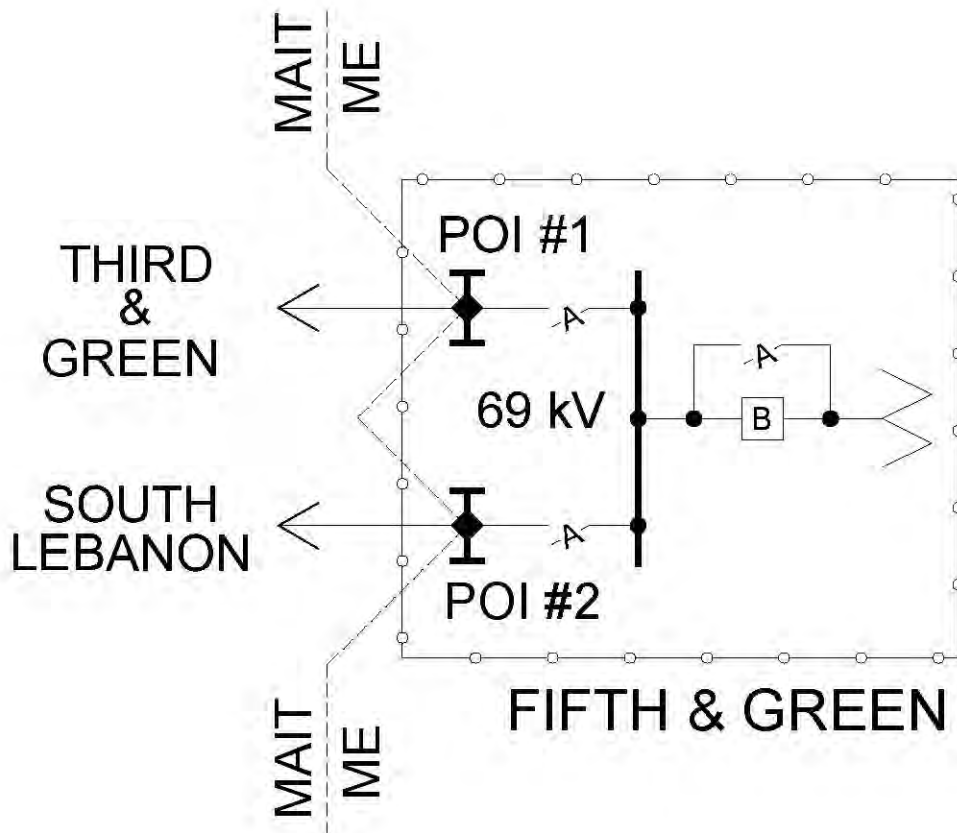 MAIT
ME
POI #1
THIRD
&
GREEN
A
A
69 kV
B
SOUTH
LEBANON
A
POI #2
FIFTH & GREEN
MAIT
ME